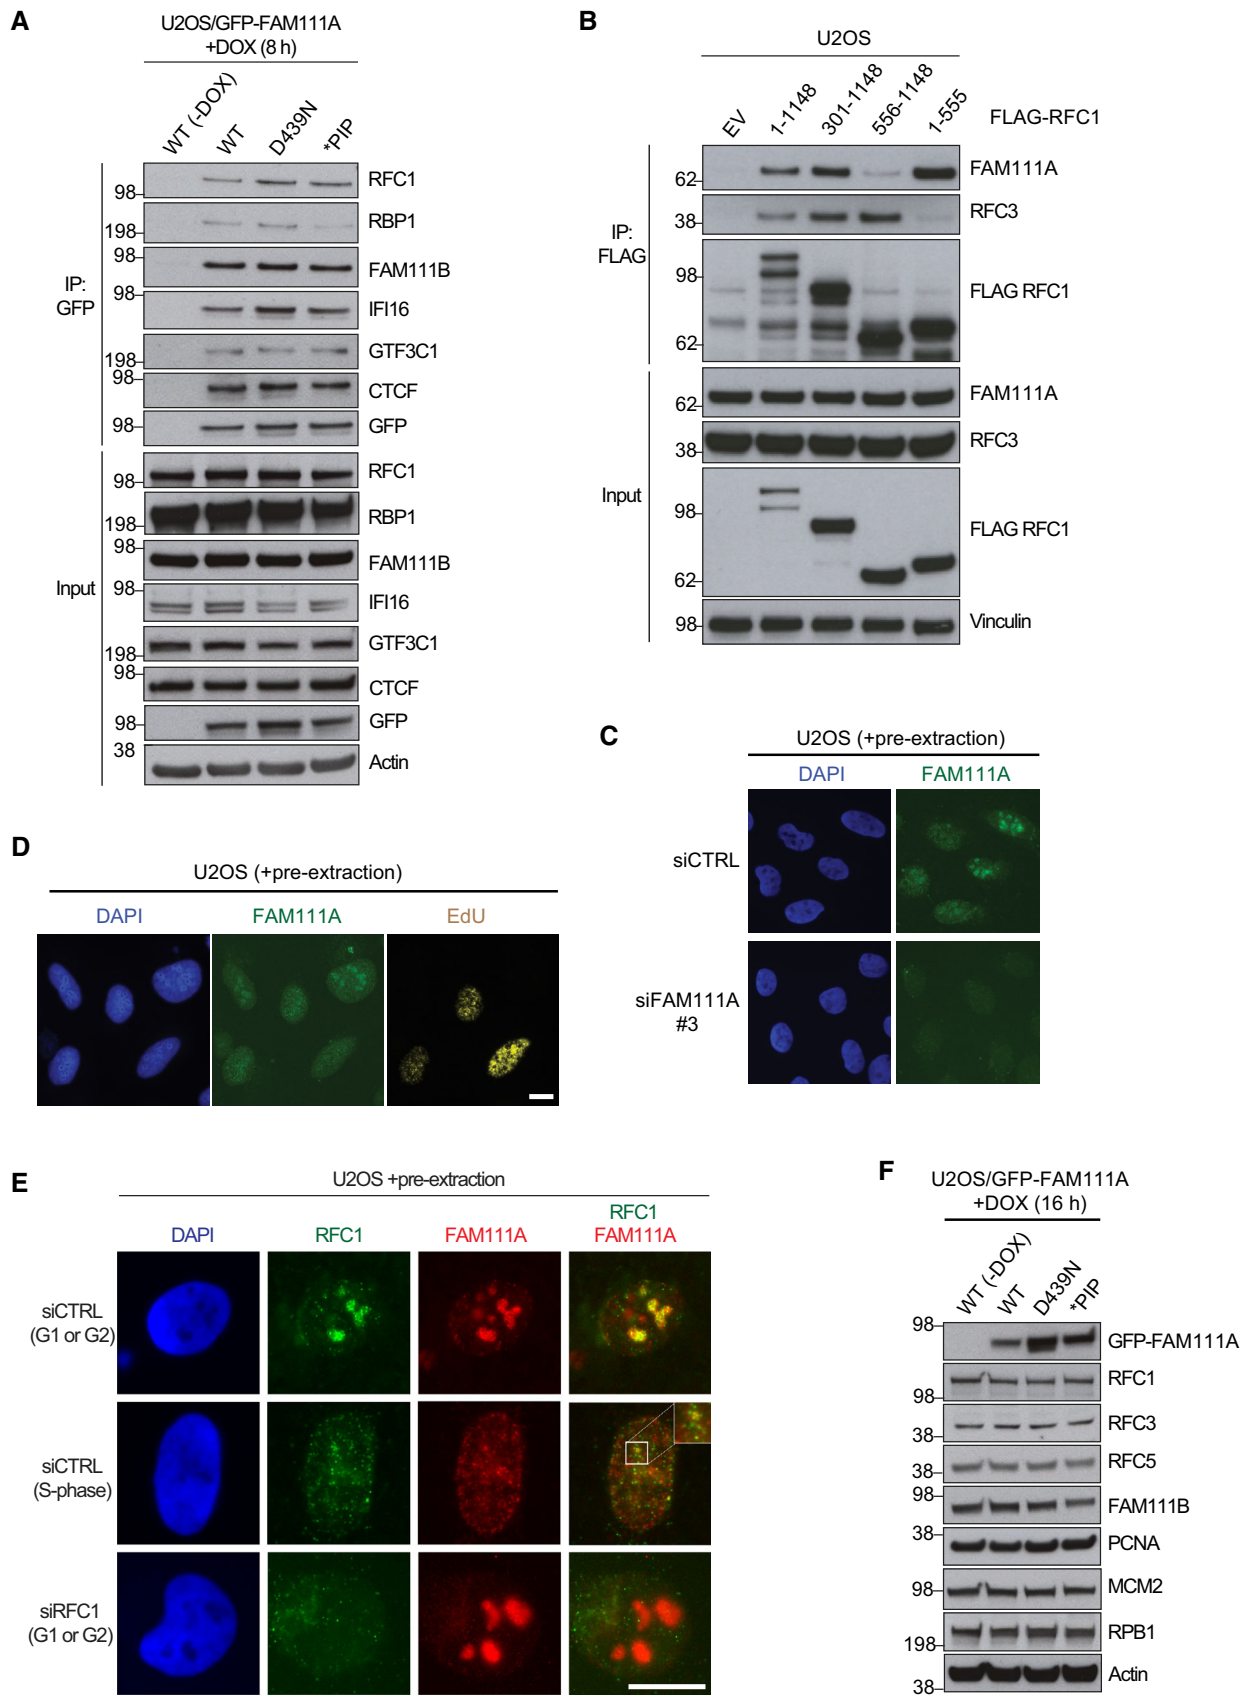 A
U2OS/GFP-FAM111A
+DOX (8 h)
WT (-DOX)
WT
D439N
*PIP
IP:
GFP
98
RFC1
198
RBP1
98
FAM111B
98
IFI16
198
GTF3C1
98
CTCF
98
GFP
Input
98
RFC1
198
RBP1
98
FAM111B
98
IFI16
198
GTF3C1
98
CTCF
98
GFP
38
Actin
B
U2OS
EV
1-1148
301-1148
556-1148
1-555
FLAG-RFC1
IP:
FLAG
62
FAM111A
38
RFC3
98
FLAG RFC1
62
Input
62
FAM111A
38
RFC3
98
FLAG RFC1
62
98
Vinculin
C
U2OS (+pre-extraction)
DAPI
FAM111A
siCTRL
siFAM111A
#3
D
U2OS (+pre-extraction)
DAPI
FAM111A
EdU
E
U2OS +pre-extraction
DAPI
RFC1
FAM111A
RFC1
FAM111A
siCTRL
(G1 or G2)
siCTRL
(S-phase)
siRFC1
(G1 or G2)
F
U2OS/GFP-FAM111A
+DOX (16 h)
WT (-DOX)
WT
D439N
*PIP
98
GFP-FAM111A
RFC1
98
RFC3
38
RFC5
38
98
FAM111B
38
PCNA
MCM2
98
RPB1
198
Actin
38